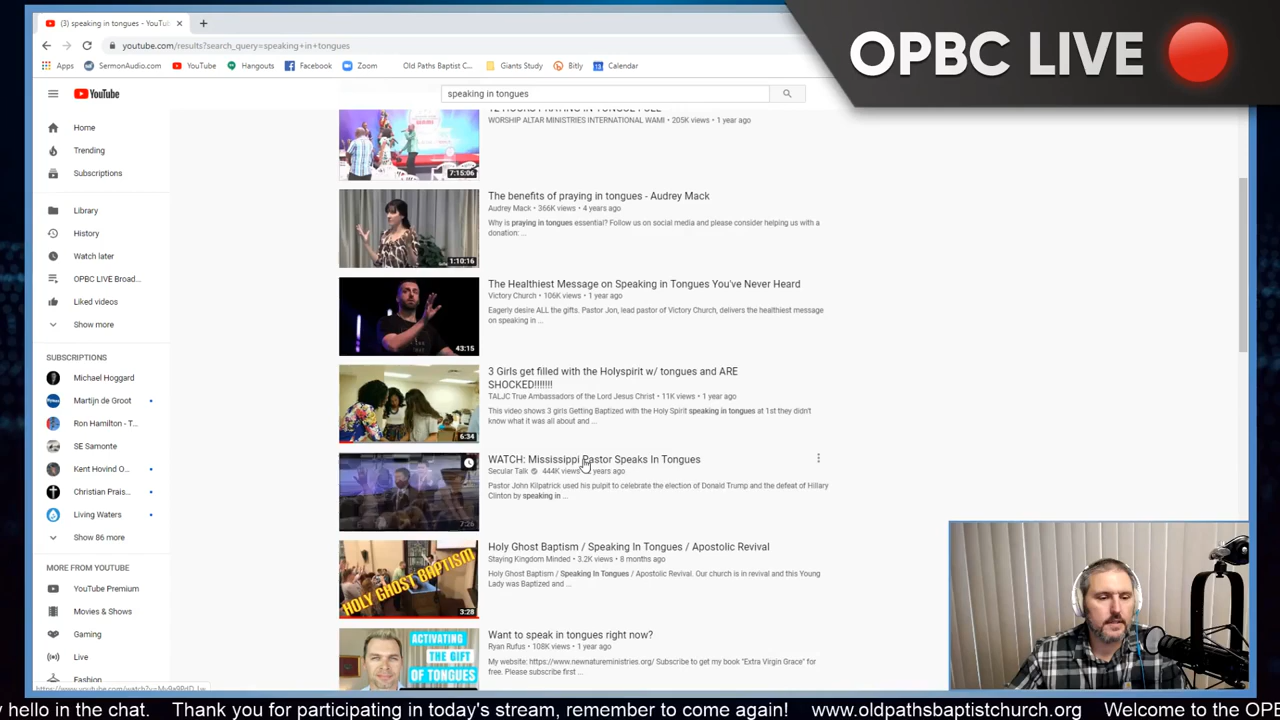 (3) speaking in tongues - YouTu
OPBC LIVE
youtube.com/results?search_query=speaking+in+tongues
Apps SermonAudio.com YouTube Hangouts Facebook Zoom Old Paths Baptist C... Giants Study Bitly Calendar
YouTube
speaking in tongues
Home
Trending
Subscriptions
Library
History
Watch later
OPBC LIVE Broad...
Liked videos
Show more
SUBSCRIPTIONS
Michael Hoggard
Martijn de Groot
Ron Hamilton - T...
SE Samonte
Kent Hovind O...
Christian Prais...
Living Waters
Show 86 more
MORE FROM YOUTUBE
YouTube Premium
Movies & Shows
Gaming
Live
Fashion
WORSHIP ALTAR MINISTRIES INTERNATIONAL WAMI • 205K views • 1 year ago
7:15:06
The benefits of praying in tongues - Audrey Mack
Audrey Mack • 366K views • 4 years ago
Why is praying in tongues essential? Follow us on social media and please consider helping us with a
donation: ...
1:10:16
The Healthiest Message on Speaking in Tongues You've Never Heard
Victory Church • 106K views • 1 year ago
Eagerly desire ALL the gifts. Pastor Jon, lead pastor of Victory Church, delivers the healthiest message
on speaking in ...
43:15
3 Girls get filled with the Holyspirit w/ tongues and ARE
SHOCKED!!!!!!!
TALJC True Ambassadors of the Lord Jesus Christ • 11K views • 1 year ago
This video shows 3 girls Getting Baptized with the Holy Spirit speaking in tongues at 1st they didn't
know what it was all about and ...
6:34
WATCH: Mississippi Pastor Speaks In Tongues
Secular Talk 444K views years ago
Pastor John Kilpatrick used his pulpit to celebrate the election of Donald Trump and the defeat of Hillary
Clinton by speaking in ...
7:26
Holy Ghost Baptism / Speaking In Tongues / Apostolic Revival
Staying Kingdom Minded • 3.2K views • 8 months ago
Holy Ghost Baptism / Speaking In Tongues / Apostolic Revival. Our church is in revival and this Young
Lady was Baptized and ...
HOLY GHOST BAPTISM
3:28
Want to speak in tongues right now?
Ryan Rufus • 108K views • 1 year ago
My website: https://www.newnatureministries.org/ Subscribe to get my book "Extra Virgin Grace" for
free. Please subscribe first ...
ACTIVATING
THE GIFT
OF TONGUES
y hello in the chat. Thank you for participating in today's stream, remember to come again! www.oldpathsbaptistchurch.org Welcome to the OPB